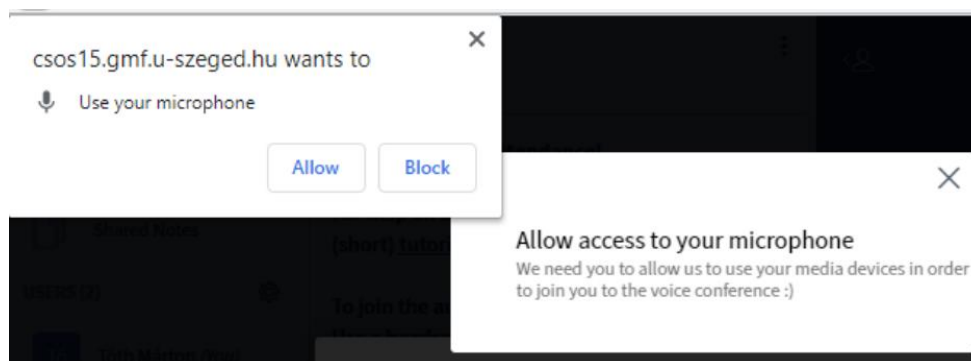 csos15.gmf.u-szeged.hu wants to
Use your microphone
Allow Block
Allow access to your microphone
We need you to allow us to use your media devices in order
to join you to the voice conference :)
Shared Notes
(short) tutori
USERS (2)
To join the au